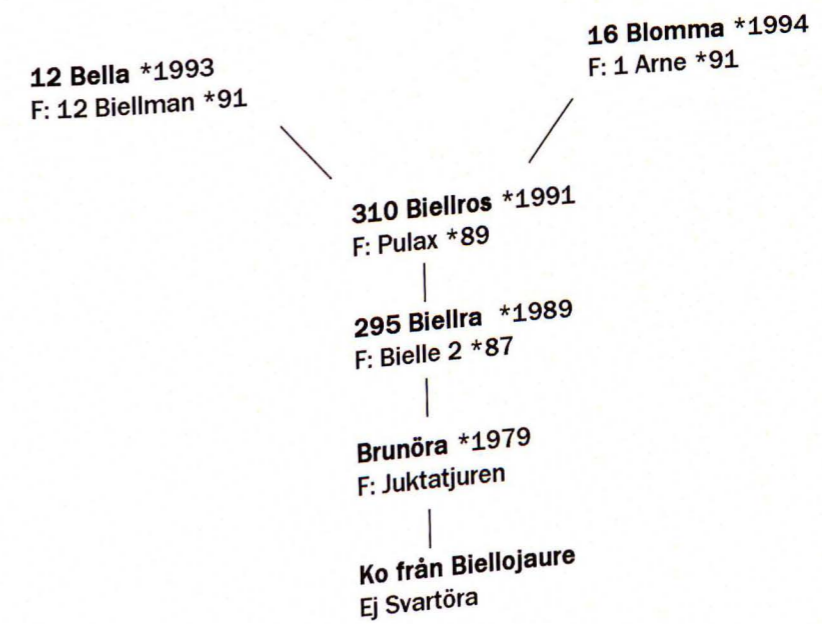 12 Bella *1993
F: 12 Biellman *91
16 Blomma *1994
F: 1 Arne *91
310 Biellros *1991
F: Pulax *89
295 Biellra *1989
F: Bielle 2 *87
Brunöra *1979
F: Juktatjuren
Ko från Biellojaure
Ej Svartöra